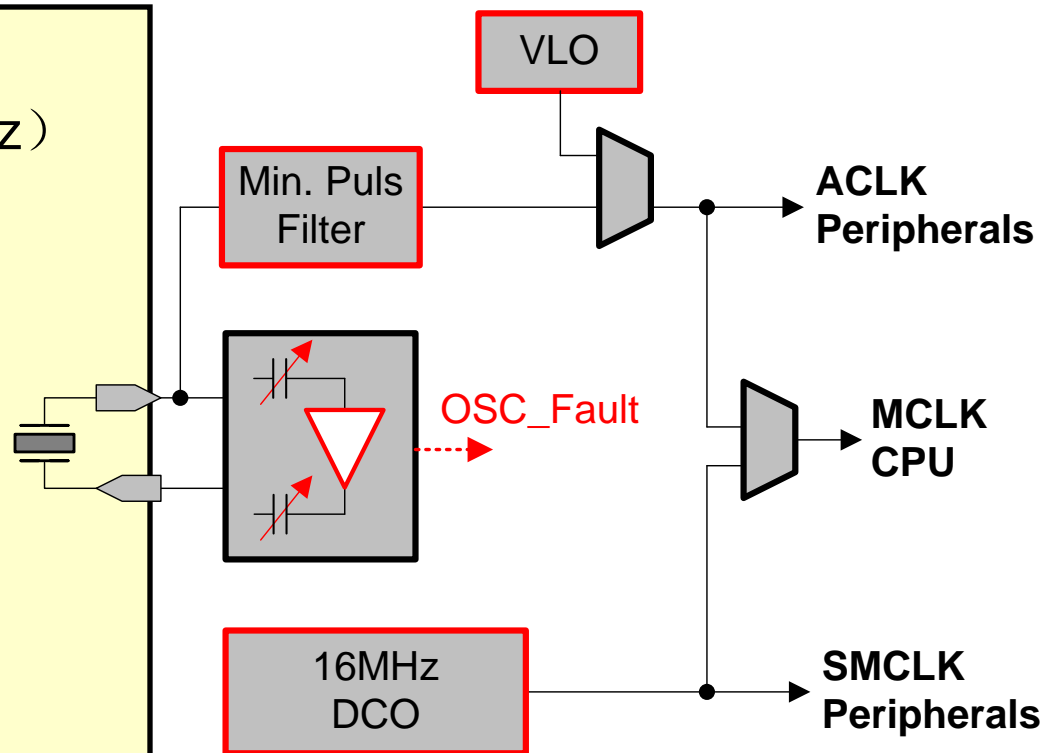 z）
VLO
Min. Puls
Filter
ACLK
Peripherals
OSC_Fault
MCLK
CPU
16MHz
DCO
SMCLK
Peripherals